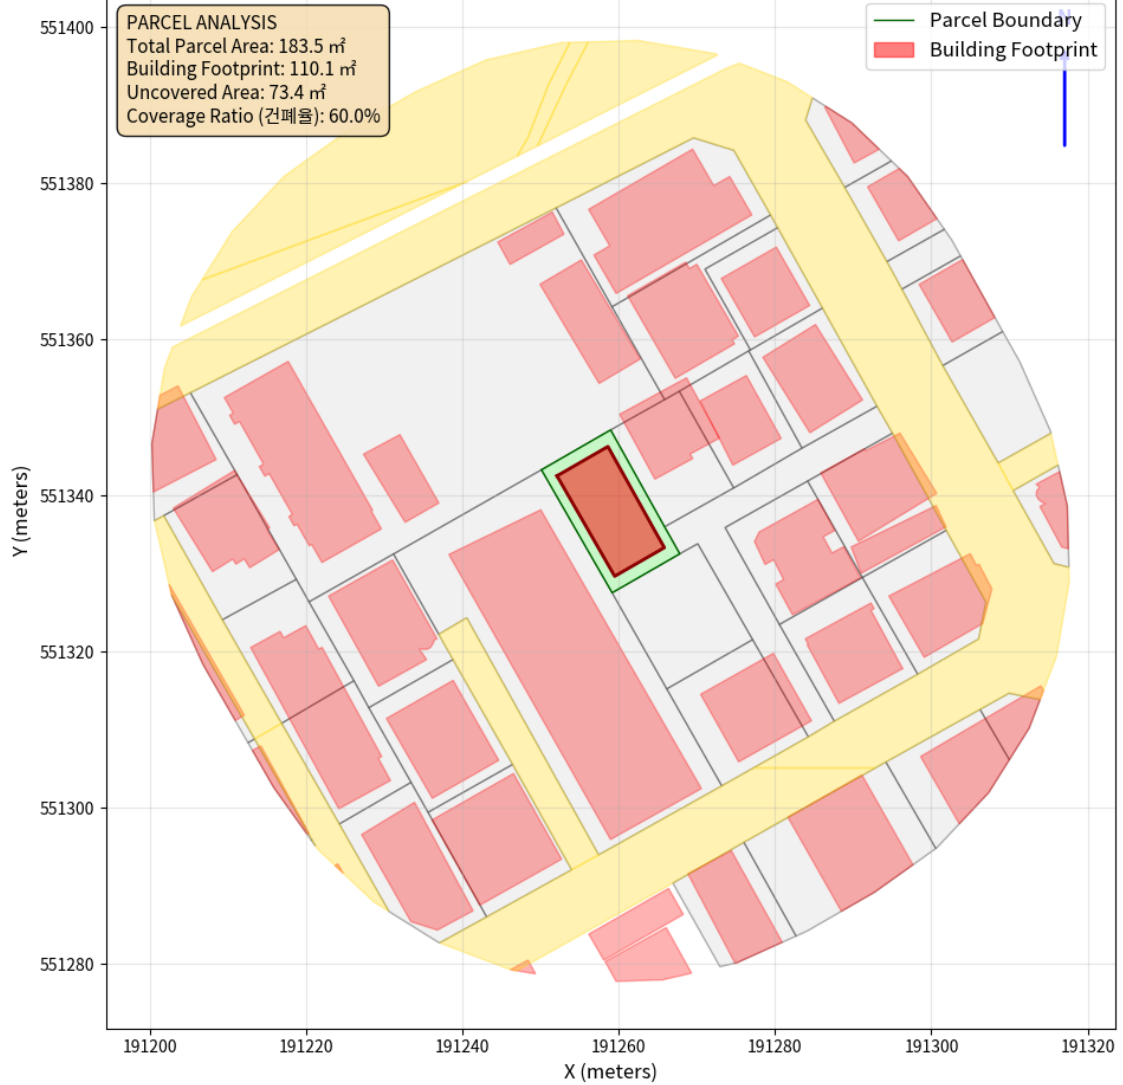 PARCEL ANALYSIS
Total Parcel Area: 183.5 ㎡
Building Footprint: 110.1 ㎡
Uncovered Area: 73.4 ㎡
Coverage Ratio (건폐율): 60.0%
Parcel Boundary
Building Footprint
N
551400
551380
551360
551340
551320
551300
551280
Y (meters)
191200
191220
191240
191260
191280
191300
191320
X (meters)